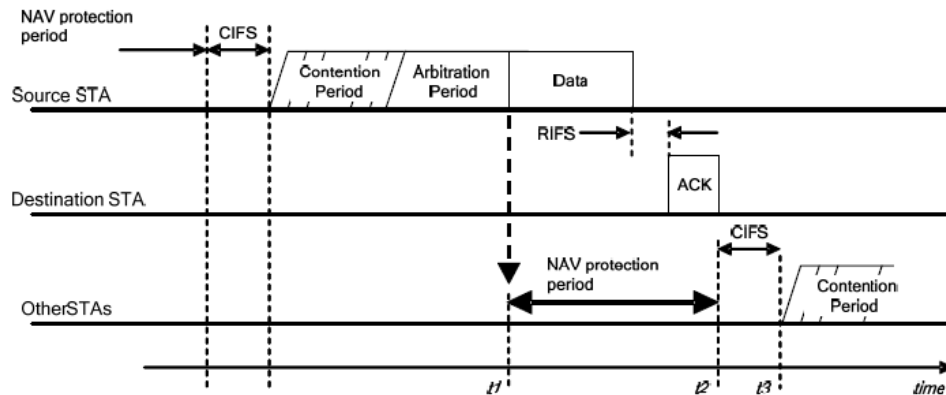 NAV protection
period
CIFS
Contention
Period
Arbitration
Period
Data
Source STA
RIFS
ACK
Destination STA.
CIFS
NAV protection
period
Contention
Period
OtherSTAs
t1
t2
t3
time